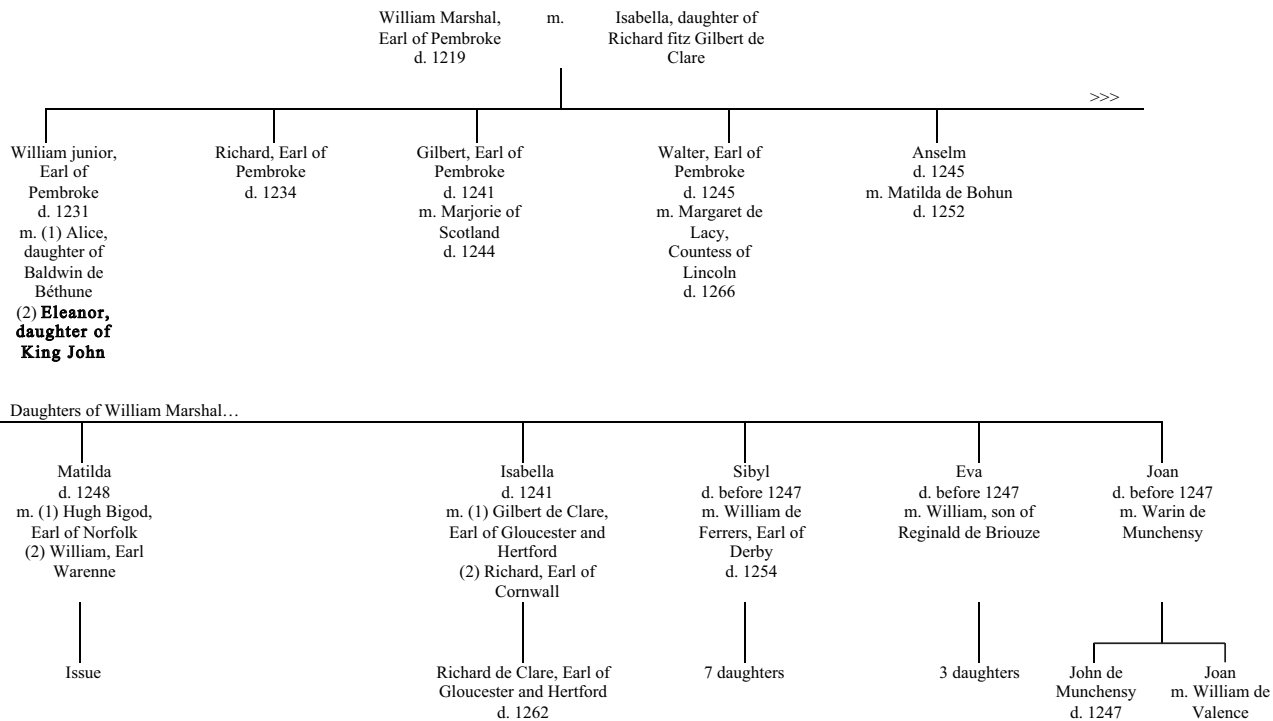 William Marshal,
Earl of Pembroke
d. 1219
m.
Isabella, daughter of
Richard fitz Gilbert de
Clare
>>>
William junior,
Earl of
Pembroke
d. 1231
m. (1) Alice,
daughter of
Baldwin de
Béthune
(2) Eleanor,
daughter of
King John
Richard, Earl of
Pembroke
d. 1234
Gilbert, Earl of
Pembroke
d. 1241
m. Marjorie of
Scotland
d. 1244
Walter, Earl of
Pembroke
d. 1245
m. Margaret de
Lacy,
Countess of
Lincoln
d. 1266
Anselm
d. 1245
m. Matilda de Bohun
d. 1252
Daughters of William Marshal…
Matilda
d. 1248
m. (1) Hugh Bigod,
Earl of Norfolk
(2) William, Earl
Warenne
Issue
Isabella
d. 1241
m. (1) Gilbert de Clare,
Earl of Gloucester and
Hertford
(2) Richard, Earl of
Cornwall
Richard de Clare, Earl of
Gloucester and Hertford
d. 1262
Sibyl
d. before 1247
m. William de
Ferrers, Earl of
Derby
d. 1254
7 daughters
Eva
d. before 1247
m. William, son of
Reginald de Briouze
3 daughters
Joan
d. before 1247
m. Warin de
Munchensy
John de
Munchensy
d. 1247
Joan
m. William de
Valence